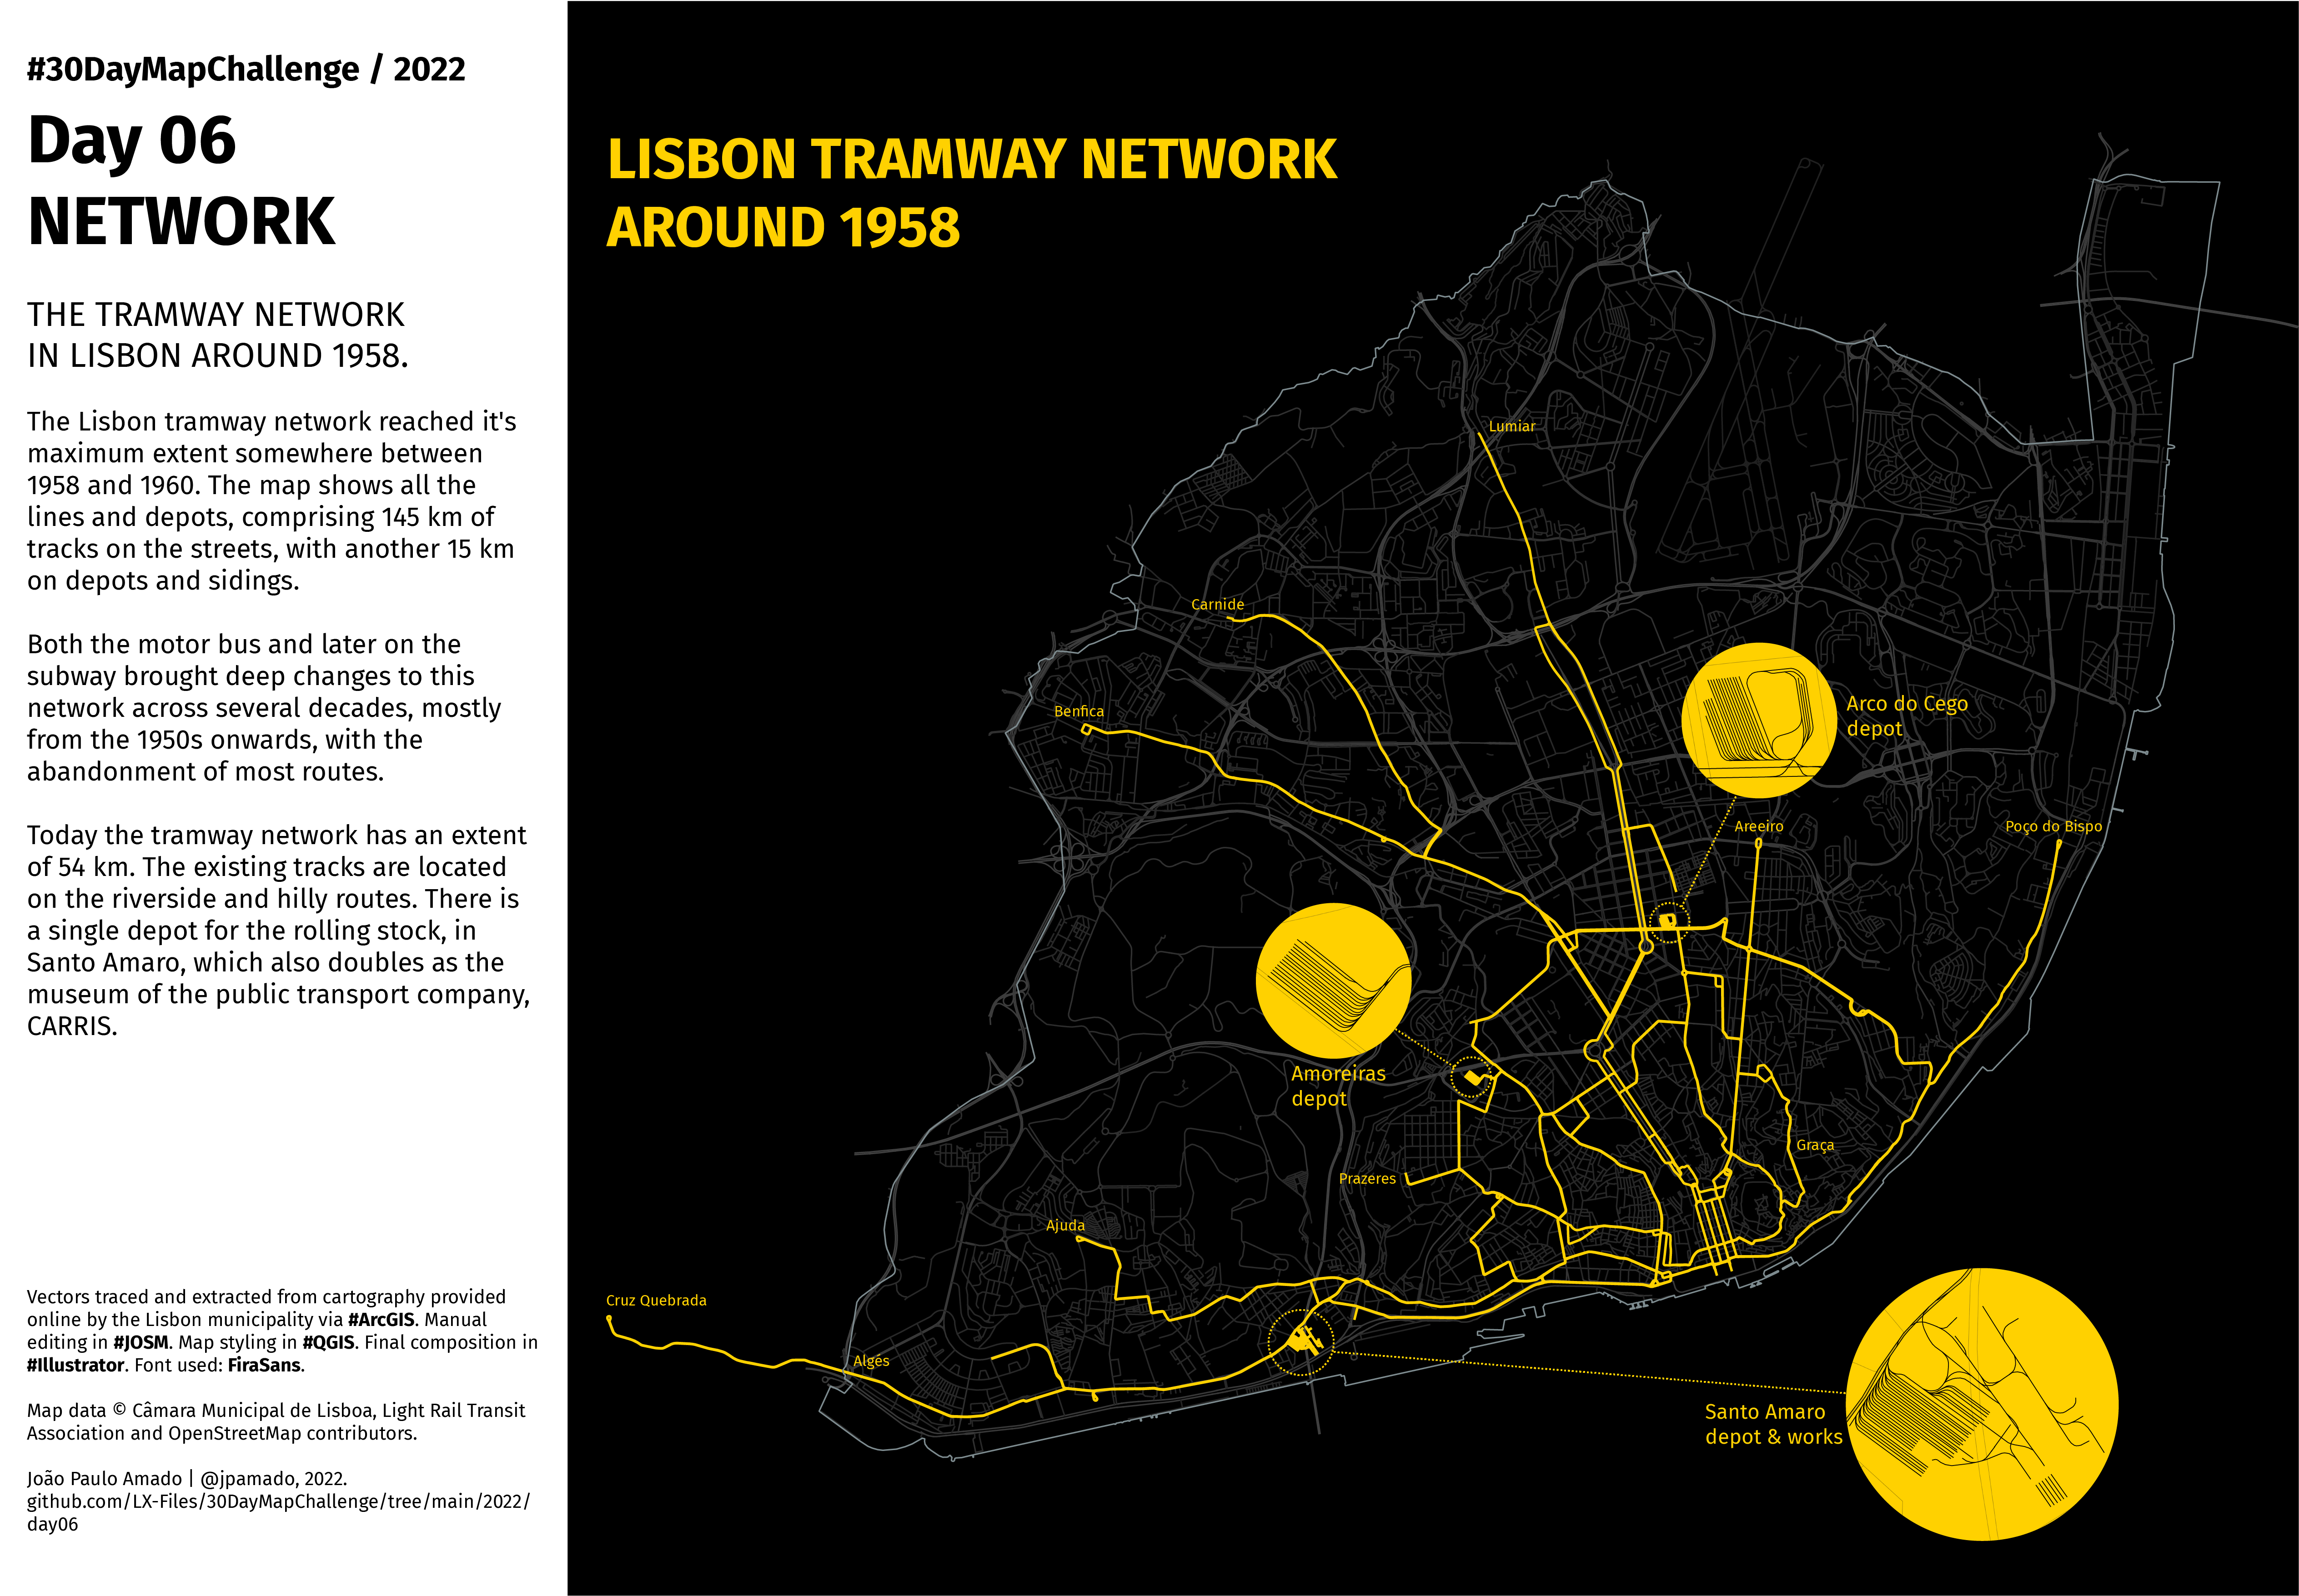 #30DayMapChallenge / 2022
Day 06
NETWORK
THE TRAMWAY NETWORK
IN LISBON AROUND 1958.
The Lisbon tramway network reached it's
maximum extent somewhere between
1958 and 1960. The map shows all the
lines and depots, comprising 145 km of
tracks on the streets, with another 15 km
on depots and sidings.
Both the motor bus and later on the
subway brought deep changes to this
network across several decades, mostly
from the 1950s onwards, with the
abandonment of most routes.
Today the tramway network has an extent
of 54 km. The existing tracks are located
on the riverside and hilly routes. There is
a single depot for the rolling stock, in
Santo Amaro, which also doubles as the
museum of the public transport company,
CARRIS.
Vectors traced and extracted from cartography provided
online by the Lisbon municipality via #ArcGIS. Manual
editing in #JOSM. Map styling in #QGIS. Final composition in
#Illustrator. Font used: FiraSans.
Map data © Câmara Municipal de Lisboa, Light Rail Transit
Association and OpenStreetMap contributors.
João Paulo Amado | @jpamado, 2022.
github.com/LX-Files/30DayMapChallenge/tree/main/2022/
day06
LISBON TRAMWAY NETWORK
AROUND 1958
Lumiar
Carnide
Benfica
Arco do Cego
depot
Areeiro
Poço do Bispo
Amoreiras
depot
Graça
Prazeres
Ajuda
Cruz Quebrada
Algés
Santo Amaro
depot & works